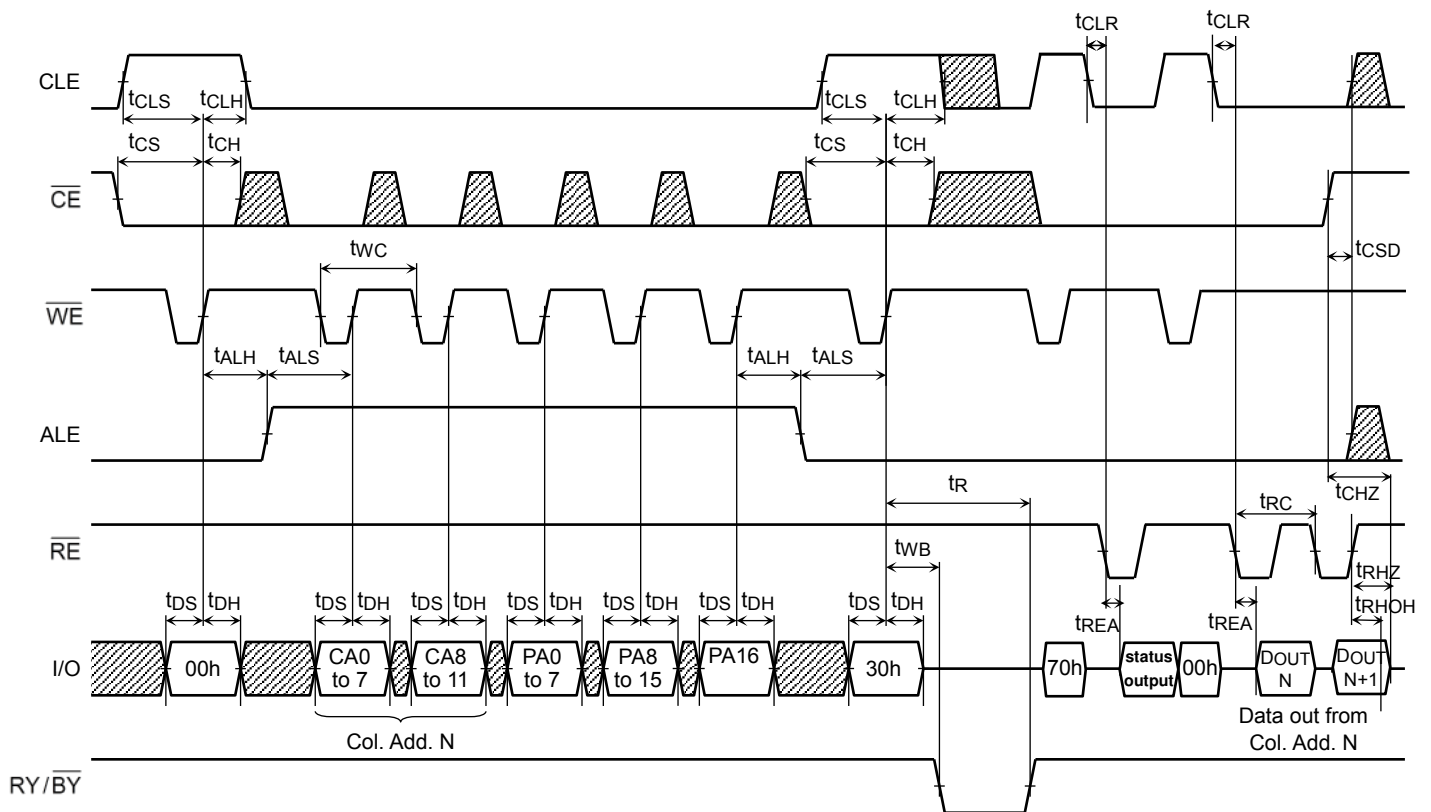 tCLR tCLR
CLE
tCLS tCLH tCLS tCLH
tCS tCH tCS tCH
CE
tWC tCSD
WE
tALH tALS tALH tALS
ALE
tR tCHZ
tRC
RE
tWB
tRHZ
tDS tDH tDS tDH tDS tDH tDS tDH tDS tDH tDS tDH tDS tDH tRHOH
tREA tREA
I/O
00h
CA0
to 7
CA8
to 11
PA0
to 7
PA8
to 15
PA16
30h
70h
status
output
00h
DOUT
N
DOUT
N+1
Col. Add. N
Data out from
Col. Add. N
RY/BY